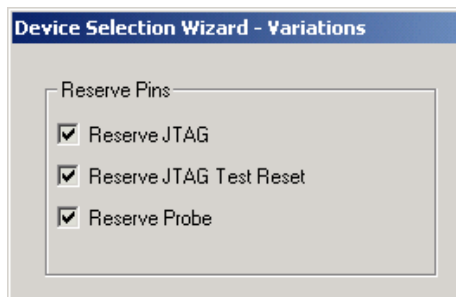 Device Selection Wizard - Variations
Reserve Pins
Reserve JTAG
Reserve JTAG Test Reset
Reserve Probe